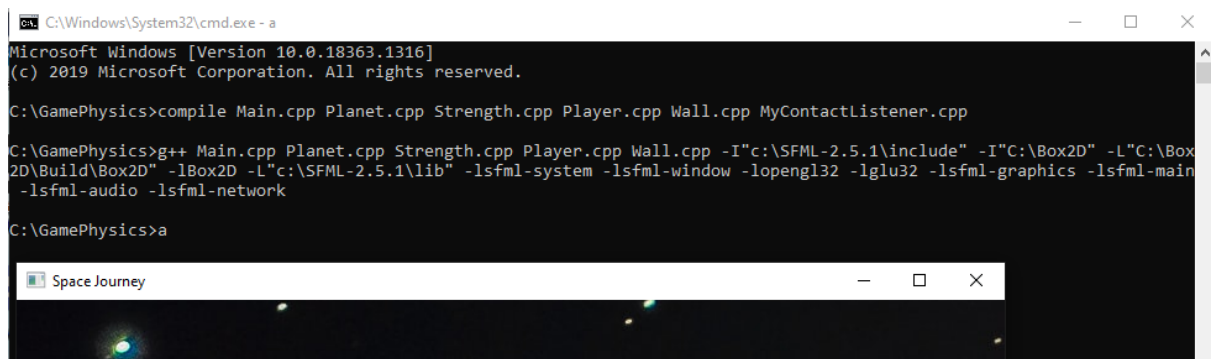 C:\Windows\System32\cmd.exe - a
Microsoft Windows [Version 10.0.18363.1316]
(c) 2019 Microsoft Corporation. All rights reserved.
C:\GamePhysics>compile Main.cpp Planet.cpp Strength.cpp Player.cpp Wall.cpp MyContactListener.cpp
C:\GamePhysics>g++ Main.cpp Planet.cpp Strength.cpp Player.cpp Wall.cpp -I"c:\SFML-2.5.1\include" -I"C:\Box2D" -L"C:\Box
2D\Build\Box2D" -lBox2D -L"c:\SFML-2.5.1\lib" -lsfml-system -lsfml-window -lopengl32 -lglu32 -lsfml-graphics -lsfml-main
-lsfml-audio -lsfml-network
C:\GamePhysics>a
Space Journey